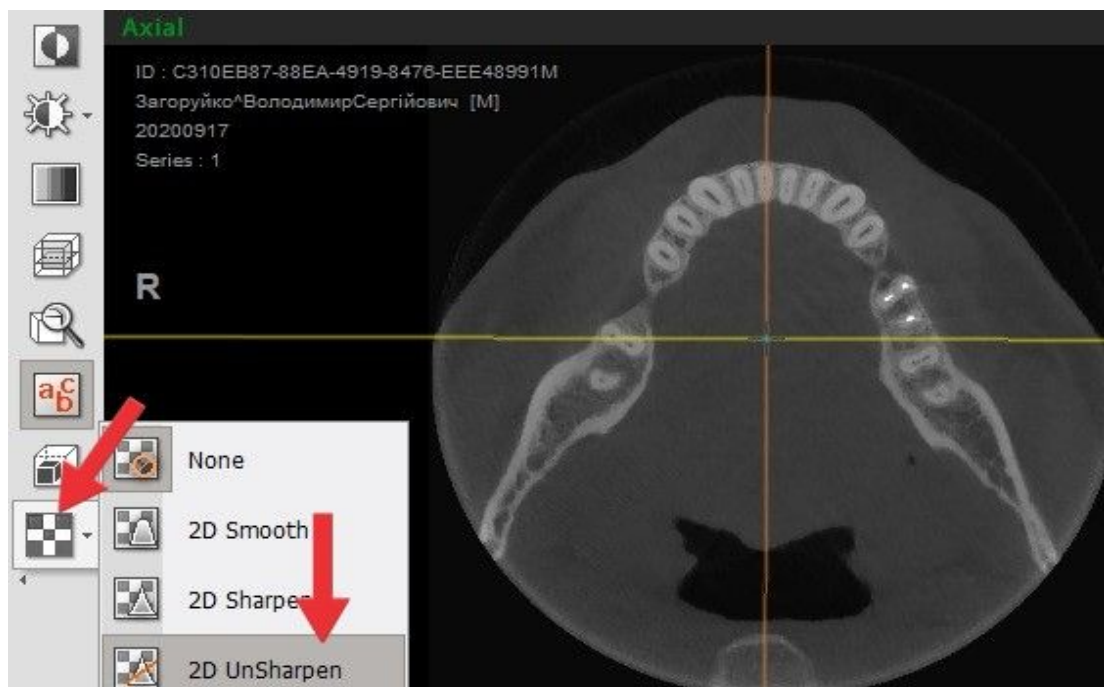 Axial
ID : C310EB87-88EA-4919-8476-EEE48991M
Загоруйко^ВолодимирСергійович [M]
20200917
Series : 1
R
abc
None
2D Smooth
2D Sharpen
2D UnSharpen